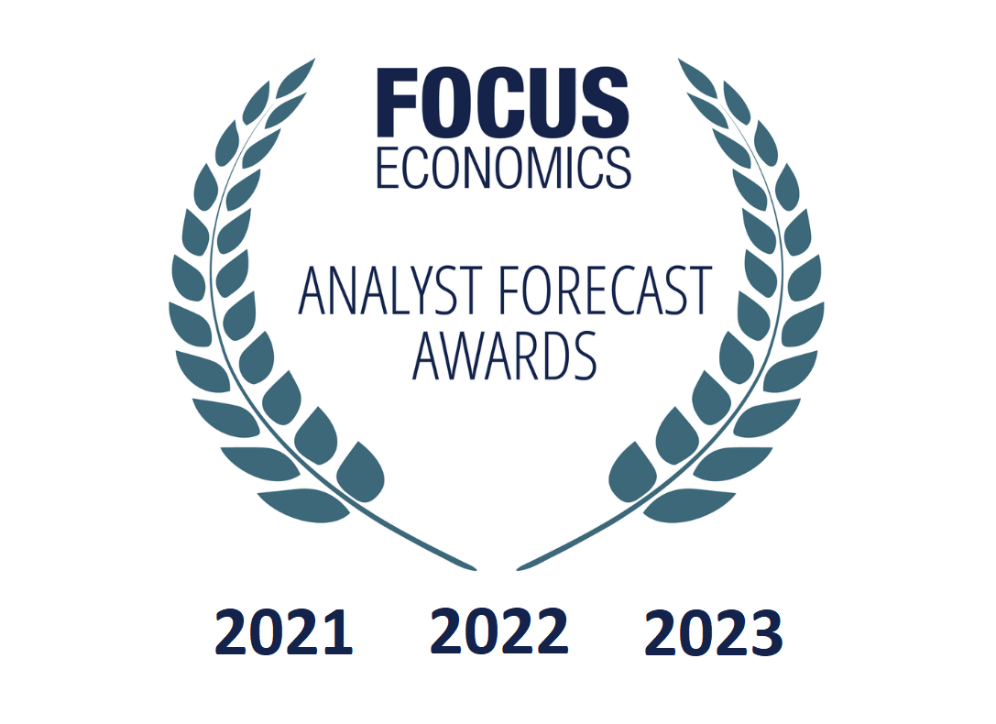 FOCUS
ECONOMICS
ANALYST FORECAST
AWARDS
2021 2022 2023